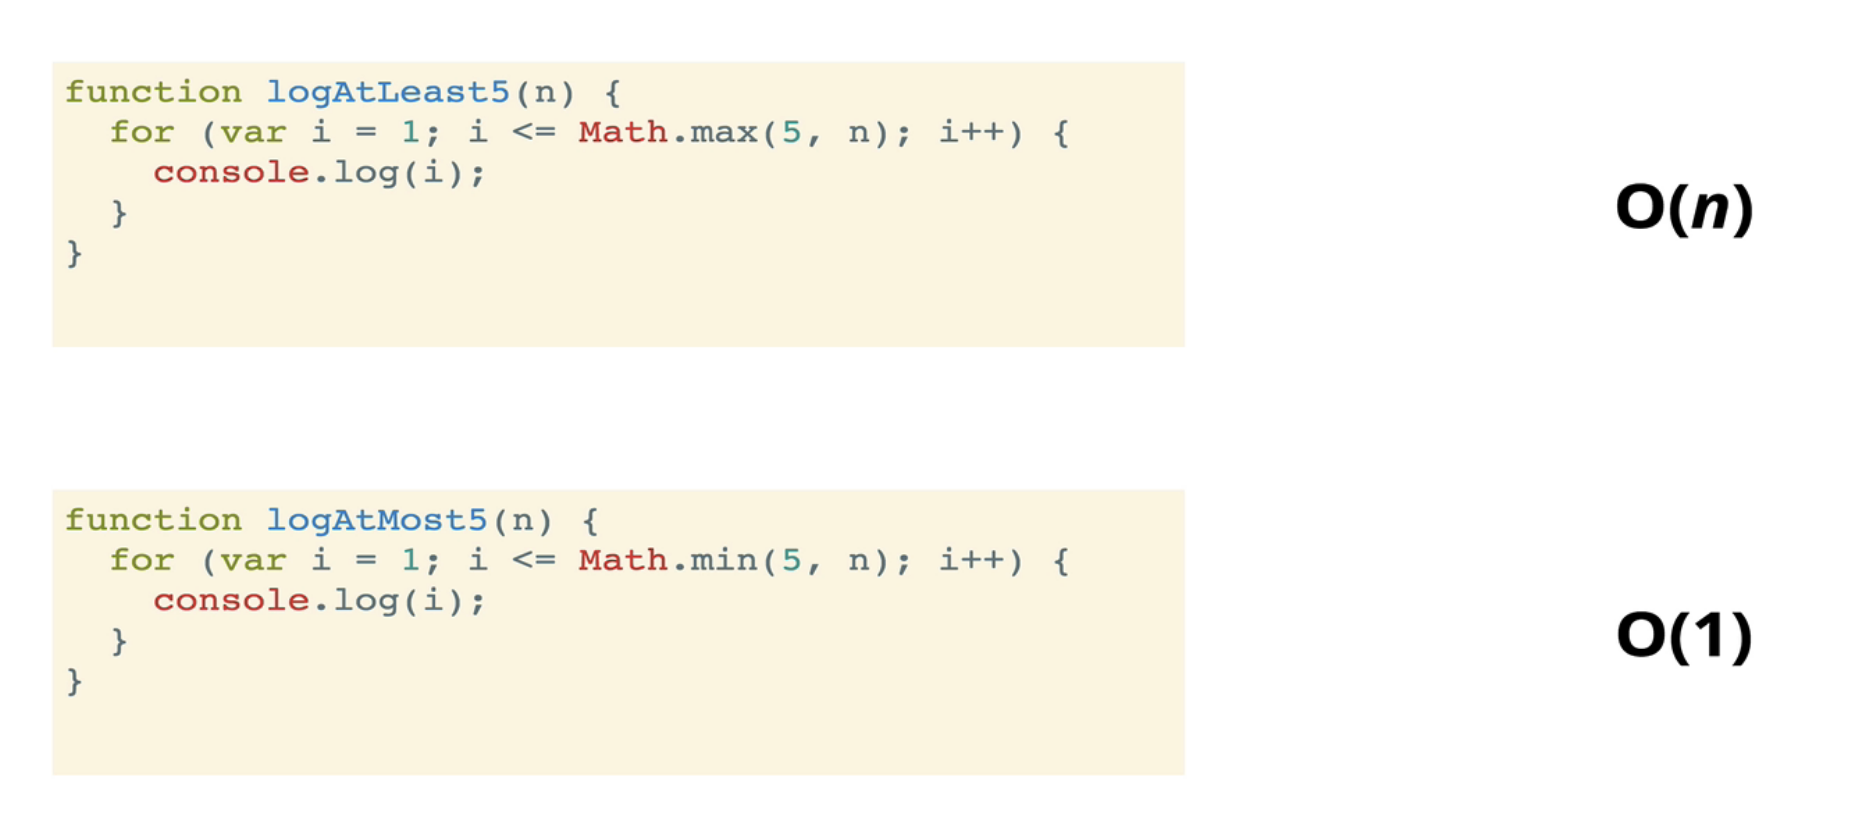 function logAtLeast5(n) {
  for (var i = 1; i <= Math.max(5, n); i++) {
    console.log(i);
  }
}
O(n)
function logAtMost5(n) {
  for (var i = 1; i <= Math.min(5, n); i++) {
    console.log(i);
  }
}
O(1)